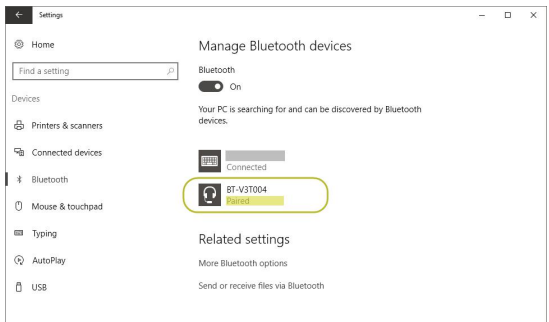 Settings
Home
Find a setting
Devices
Printers & scanners
Connected devices
Bluetooth
Mouse & touchpad
Typing
AutoPlay
USB
Manage Bluetooth devices
Bluetooth
On
Your PC is searching for and can be discovered by Bluetooth
devices.
Connected
BT-V3T004
Paired
Related settings
More Bluetooth options
Send or receive files via Bluetooth